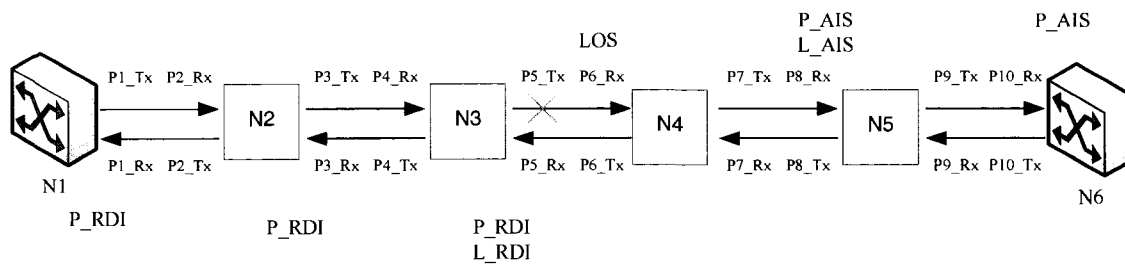 P_AIS
P_AIS
LOS
L_AIS
P1_Tx P2_Rx
P3_Tx P4_Rx
P5_Tx P6_Rx
P7_Tx P8_Rx
P9_Tx P10_Rx
N2
N3
N4
N5
P1_Rx P2_Tx
P3_Rx P4_Tx
P5_Rx P6_Tx
P7_Rx P8_Tx
P9_Rx P10_Tx
N1
N6
P_RDI
P_RDI
P_RDI
L_RDI